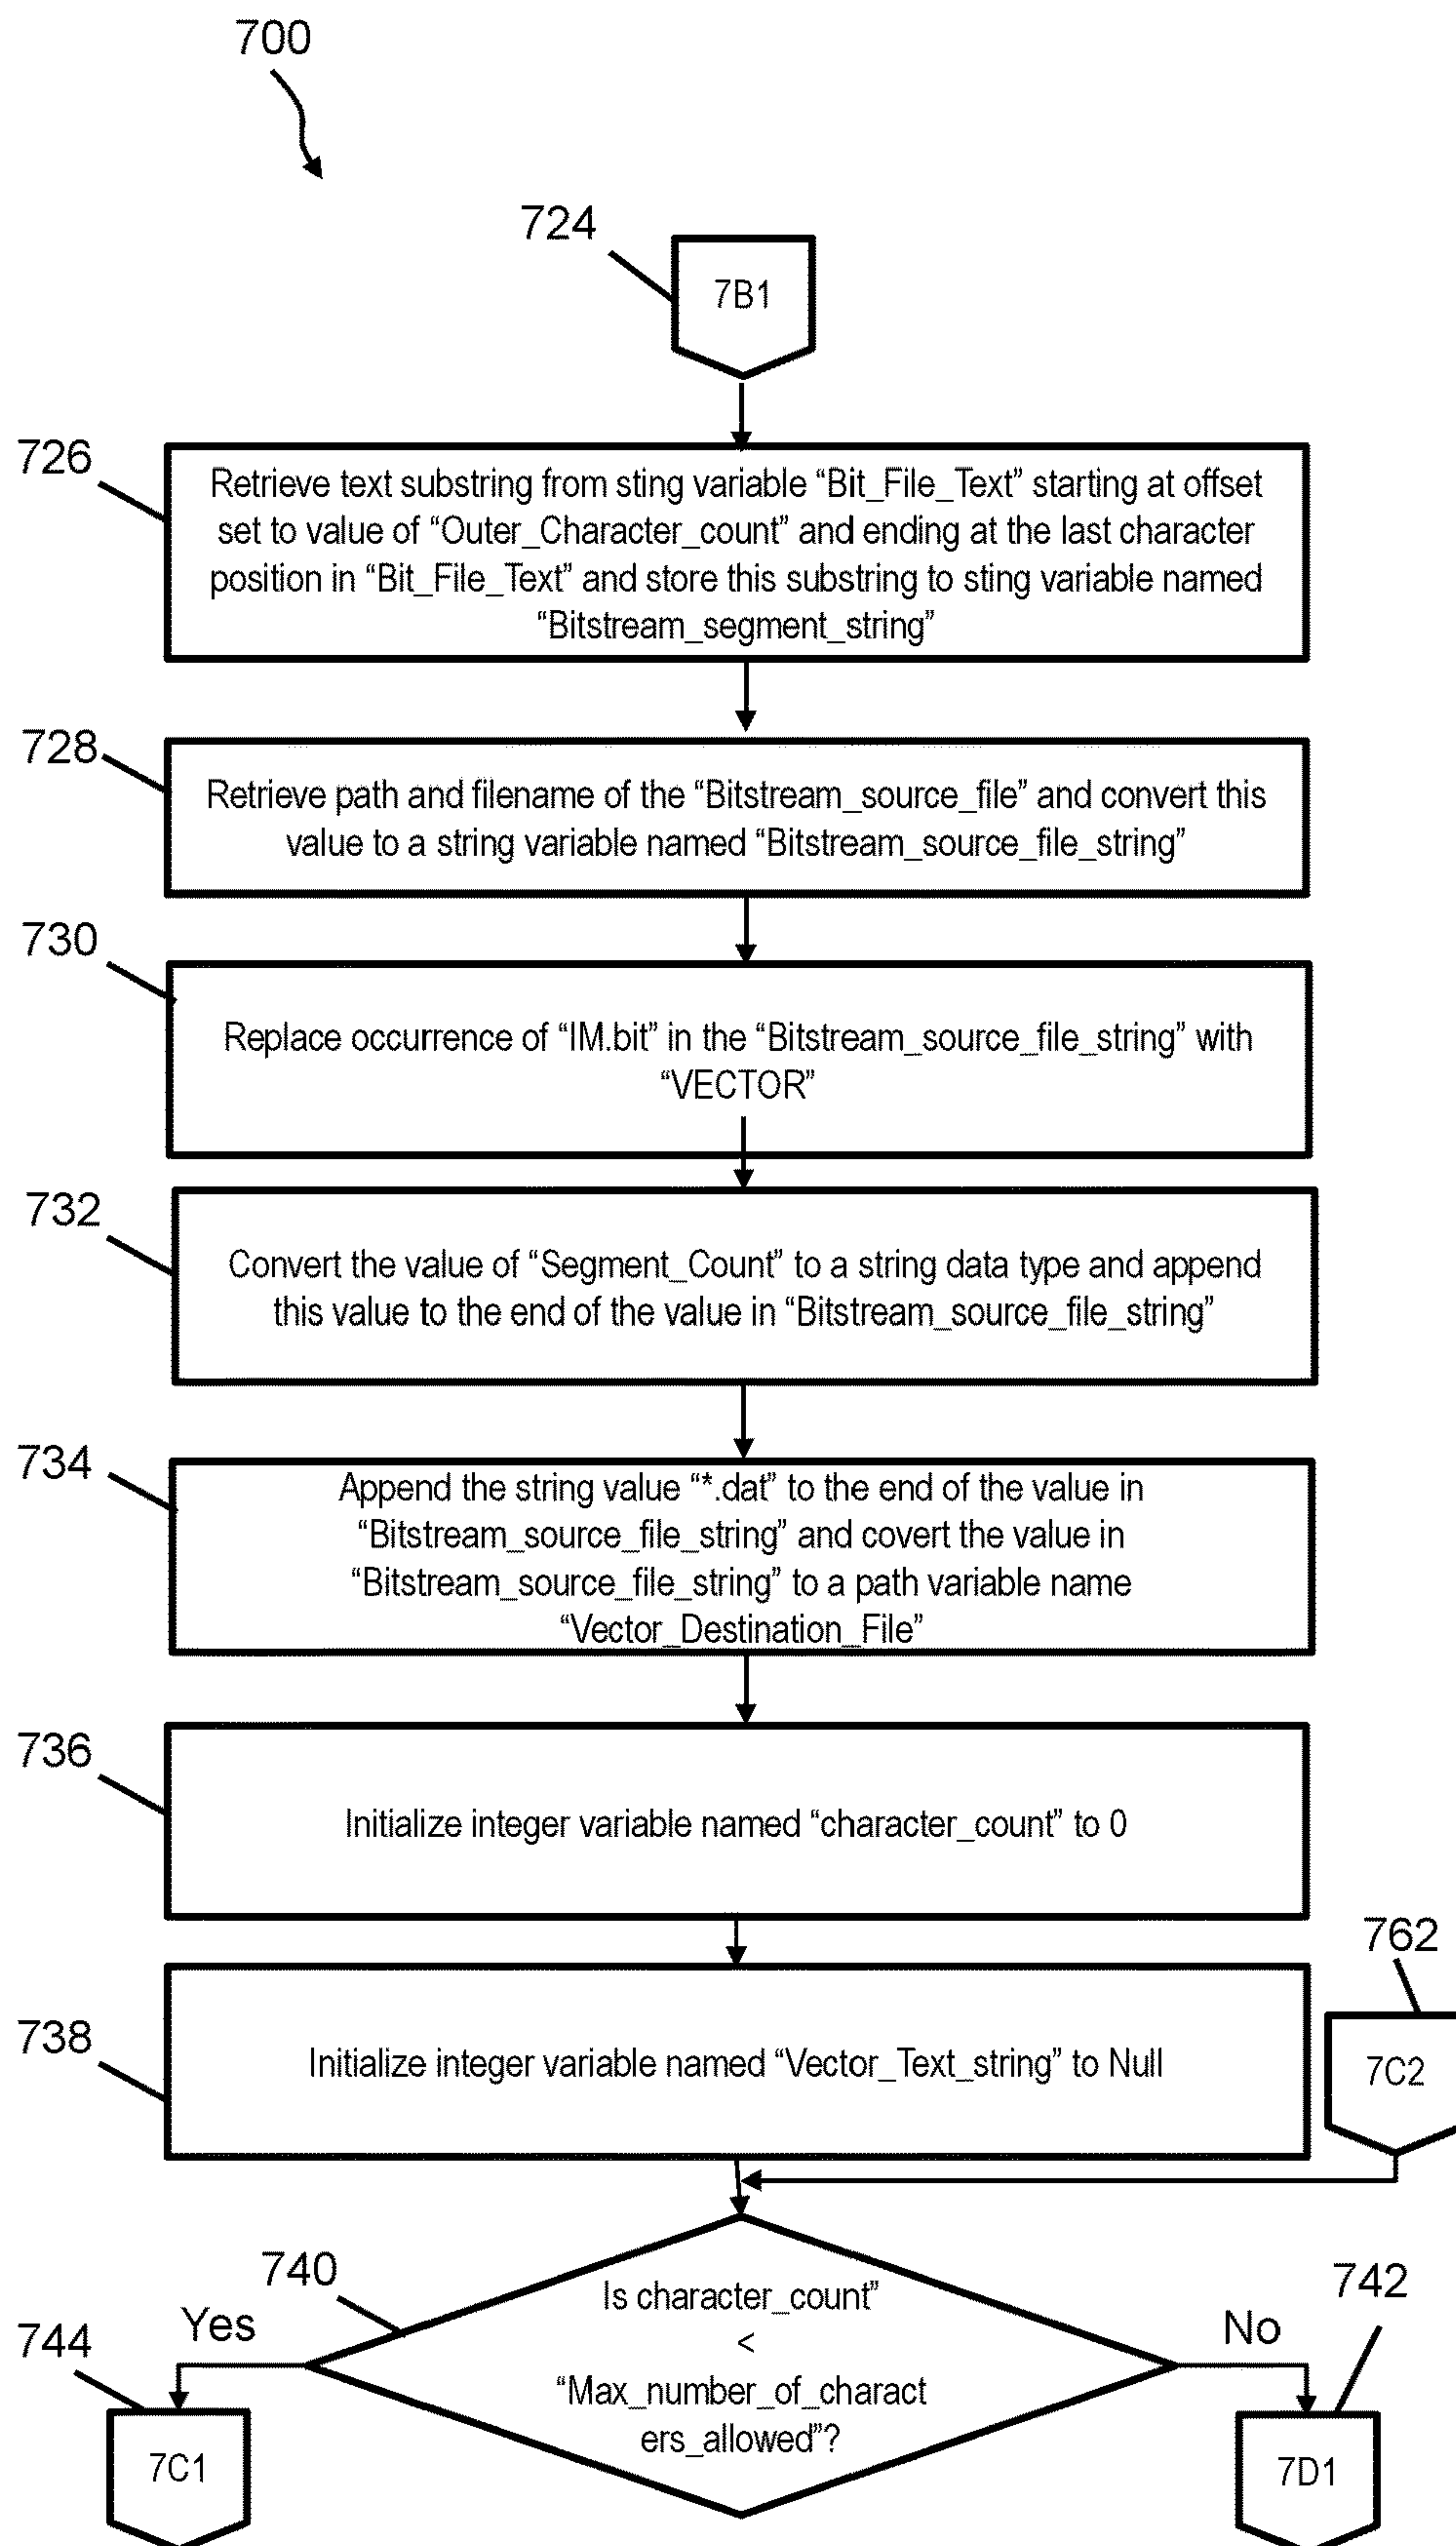 700
724
7B1
726
Retrieve text substring from sting variable “Bit_File_Text” starting at offset
set to value of “Outer_Character_count” and ending at the last character
position in “Bit_File_Text” and store this substring to sting variable named
“Bitstream_segment_string”
728
Retrieve path and filename of the “Bitstream_source_file” and convert this
value to a string variable named “Bitstream_source_file_string”
730
Replace occurrence of “IM.bit” in the “Bitstream_source_file_string” with
“VECTOR”
732
Convert the value of “Segment_Count” to a string data type and append
this value to the end of the value in “Bitstream_source_file_string”
734
Append the string value “*.dat” to the end of the value in
“Bitstream_source_file_string” and covert the value in
“Bitstream_source_file_string” to a path variable name
“Vector_Destination_File”
736
Initialize integer variable named “character_count” to 0
762
738
Initialize integer variable named “Vector_Text_string” to Null
7C2
740
Is character_count”
<
“Max_number_of_charact
ers_allowed”?
742
744
Yes
No
7C1
7D1